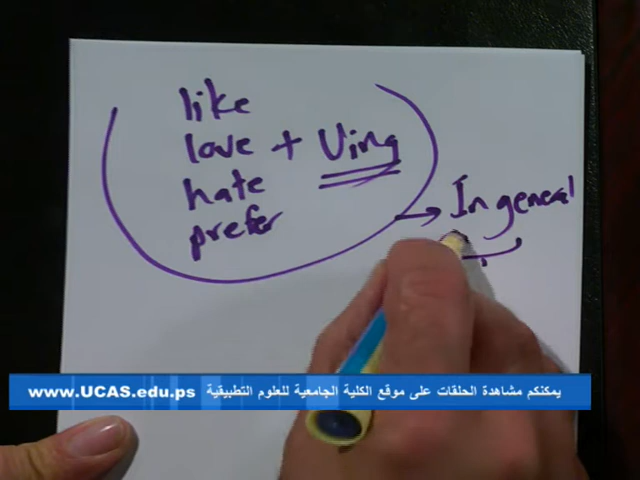 like
love + Ving
hate
prefer
In general
www.UCAS.edu.ps يمكنكم مشاهدة الحلقات على موقع الكلية الجامعية للعلوم التطبيقية